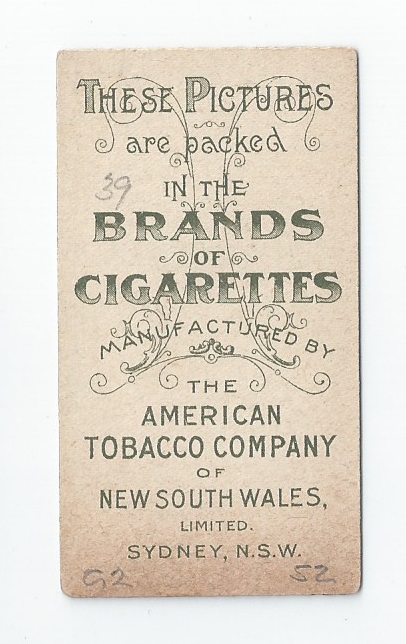 THESE PICTURES
are packed
39
IN THE
BRANDS
OF
CIGARETTES
MANUFACTURED BY
THE
AMERICAN
TOBACCO COMPANY
OF
NEW SOUTH WALES,
LIMITED.
SYDNEY, N.S.W.
52